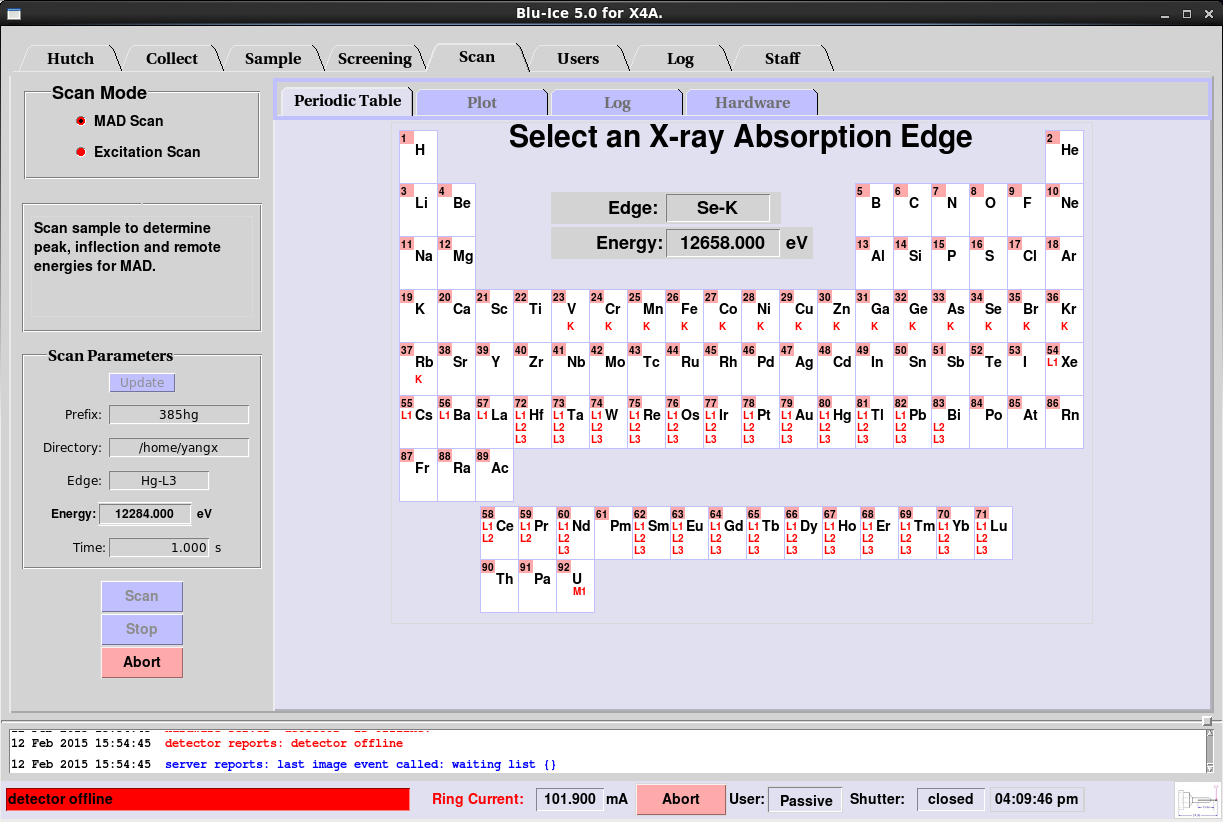 Blu-Ice 5.0 for X4A.
Hutch Collect Sample Screening Scan Users Log Staff
Scan Mode
MAD Scan
Excitation Scan
Scan sample to determine
peak, inflection and remote
energies for MAD.
Scan Parameters
Update
Prefix: 385hg
Directory: /home/yangx
Edge: Hg-L3
Energy: 12284.000 eV
Time: 1.000 s
Scan
Stop
Abort
Periodic Table Plot Log Hardware
Select an X-ray Absorption Edge
Edge: Se-K
Energy: 12658.000 eV
1 H 2 He
3 Li 4 Be 5 B 6 C 7 N 8 O 9 F 10 Ne
11 Na 12 Mg 13 Al 14 Si 15 P 16 S 17 Cl 18 Ar
19 20 21 22 23 24 25 26 27 28 29 30 31 32 33 34 35 36
K Ca Sc Ti V Cr Mn Fe Co Ni Cu Zn Ga Ge As Se Br Kr
K K K K K K K K K K K K K K
37 38 39 40 41 42 43 44 45 46 47 48 49 50 51 52 53 54
Rb Sr Y Zr Nb Mo Tc Ru Rh Pd Ag Cd In Sn Sb Te I L1 Xe
K
55 56 57 72 73 74 75 76 77 78 79 80 81 82 83 84 85 86
L1 Cs L1 Ba L1 La L1 Hf L1 Ta L1 W L1 Re L1 Os L1 Ir L1 Pt L1 Au L1 Hg L1 Tl L1 Pb Bi Po At Rn
L2 L2 L2 L2 L2 L2 L2 L2 L2 L2 L2 L2
L3 L3 L3 L3 L3 L3 L3 L3 L3 L3 L3 L3
87 Fr 88 Ra 89 Ac
58 59 60 61 62 63 64 65 66 67 68 69 70 71
L1 Ce L1 Pr L1 Nd Pm L1 Sm L1 Eu L1 Gd L1 Tb L1 Dy L1 Ho L1 Er L1 Tm L1 Yb L1 Lu
L2 L2 L2 L2 L2 L2 L2 L2 L2 L2 L2 L2 L2
L3 L3 L3 L3 L3 L3 L3 L3 L3 L3 L3
90 Th 91 Pa 92 U
M1
12 Feb 2015 15:54:45 detector reports: detector offline
12 Feb 2015 15:54:45 server reports: last image event called: waiting list {}
detector offline Ring Current: 101.900 mA Abort User: Passive Shutter: closed 04:09:46 pm